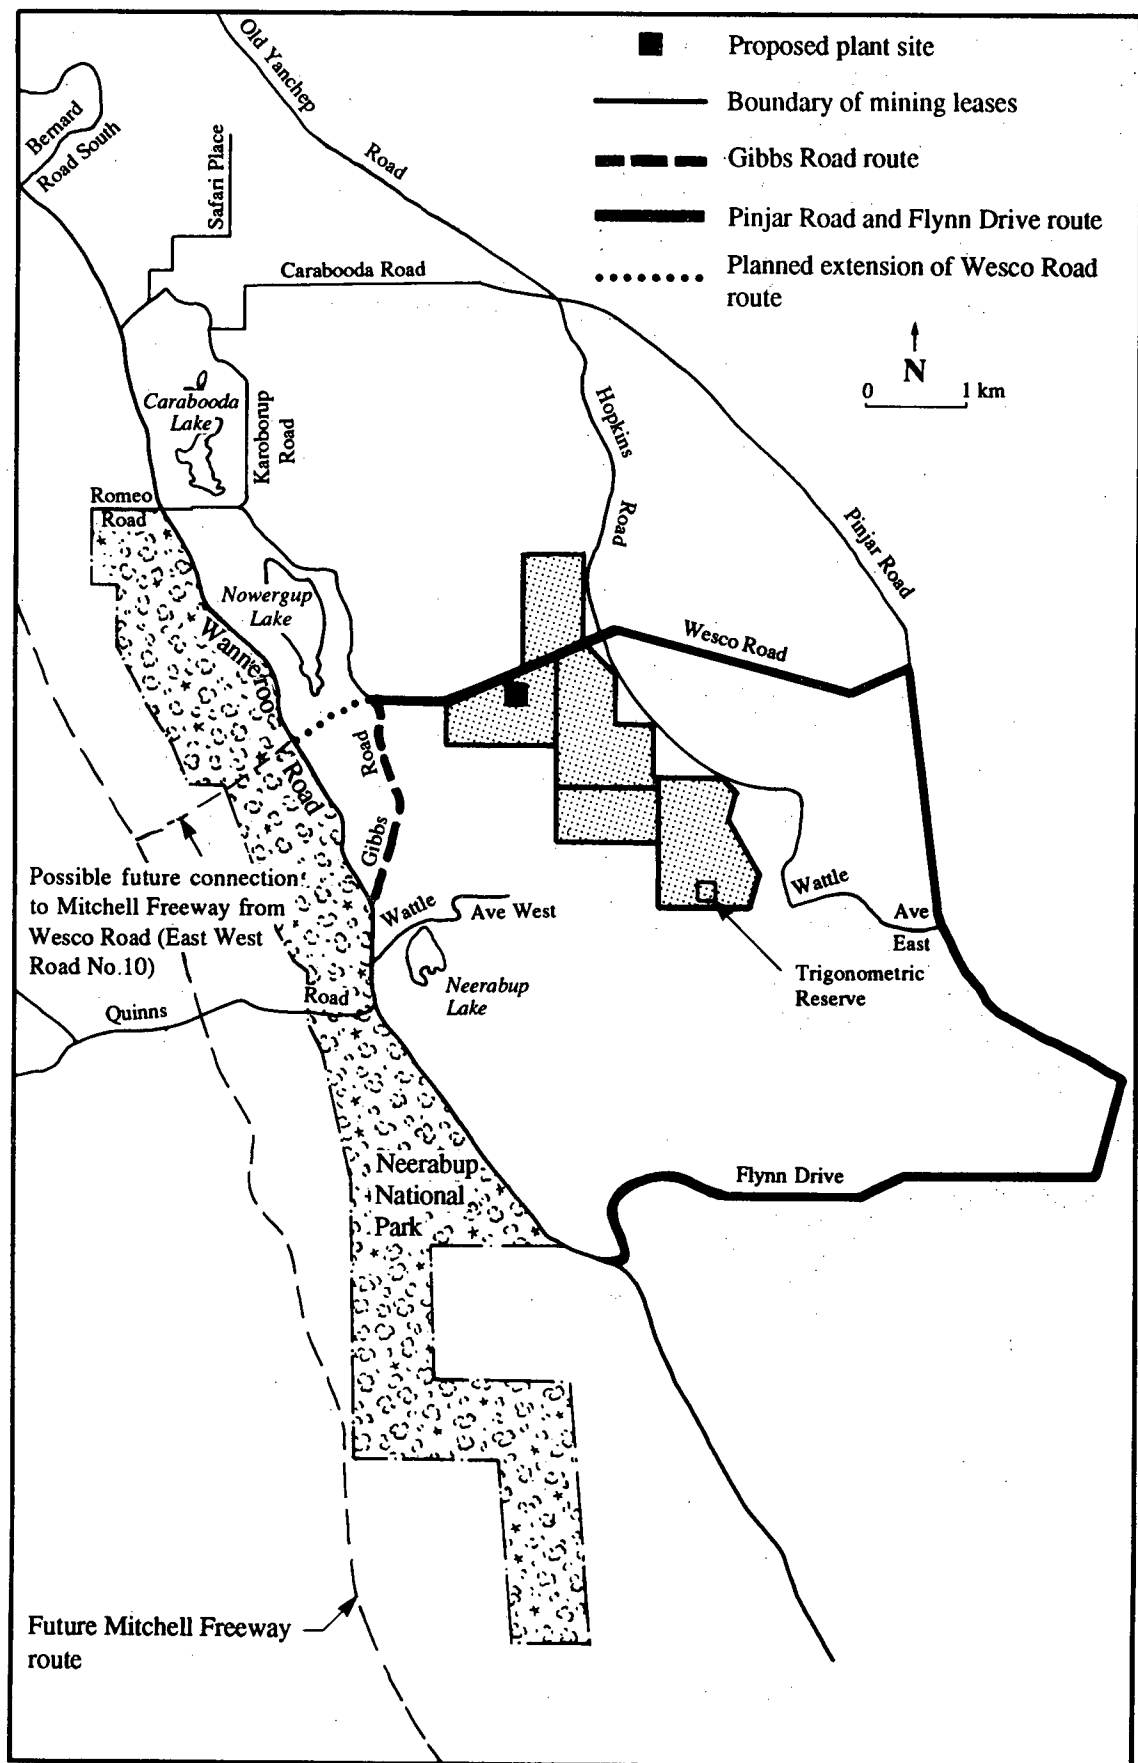 Old Yanchep
Road
Proposed plant site
Boundary of mining leases
Gibbs Road route
Pinjar Road and Flynn Drive route
Planned extension of Wesco Road
route
N
0 1 km
Bernard
Road South
Safari Place
Carabooda Road
Carabooda
Lake
Karoborup
Road
Hopkins
Road
Pinjar Road
Romeo
Road
Nowergup
Lake
Wanneroo
Road
Wesco Road
Road
Gibbs
Possible future connection
to Mitchell Freeway from
Wesco Road (East West
Road No.10)
Wattle
Ave West
Wattle
Ave
East
Trigonometric
Reserve
Neerabup
Lake
Quinns
Road
Neerabup
National
Park
Flynn Drive
Future Mitchell Freeway
route